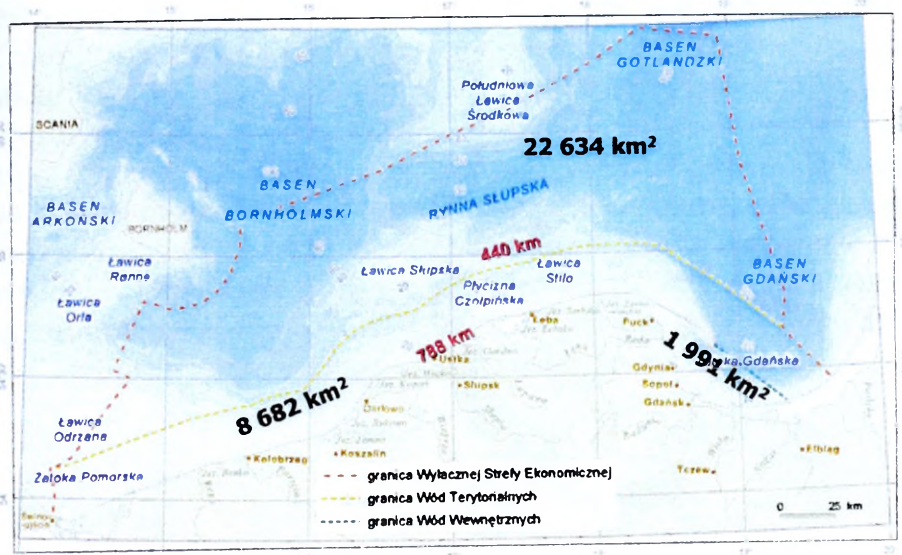 BASEN
GOTLANDZKI
Południowa
Ławica
Środkowa
SCANIA
22 634 km²
BASEN
BORNHOLMSKI
RYNNA SŁUPSKA
BASEN
ARKOŃSKI
BORNHOLM
440 km
Ławica
Rønne
Ławica Słupska
Ławica
Stilo
BASEN
GDAŃSKI
Płycizna
Czołpińska
Ławica
Orla
Łeba
Puck
788 km
Ustka
1 991 km²
Gdynia
Sopot
Słupsk
Gdańsk
8 682 km²
Darłowo
Ławica
Odrzana
Kołobrzeg
Koszalin
Elbląg
Zatoka Pomorska
Tczew
granica Wyłacznej Strefy Ekonomicznej
granica Wód Terytorialnych
granica Wód Wewnętrznych
0 25 km